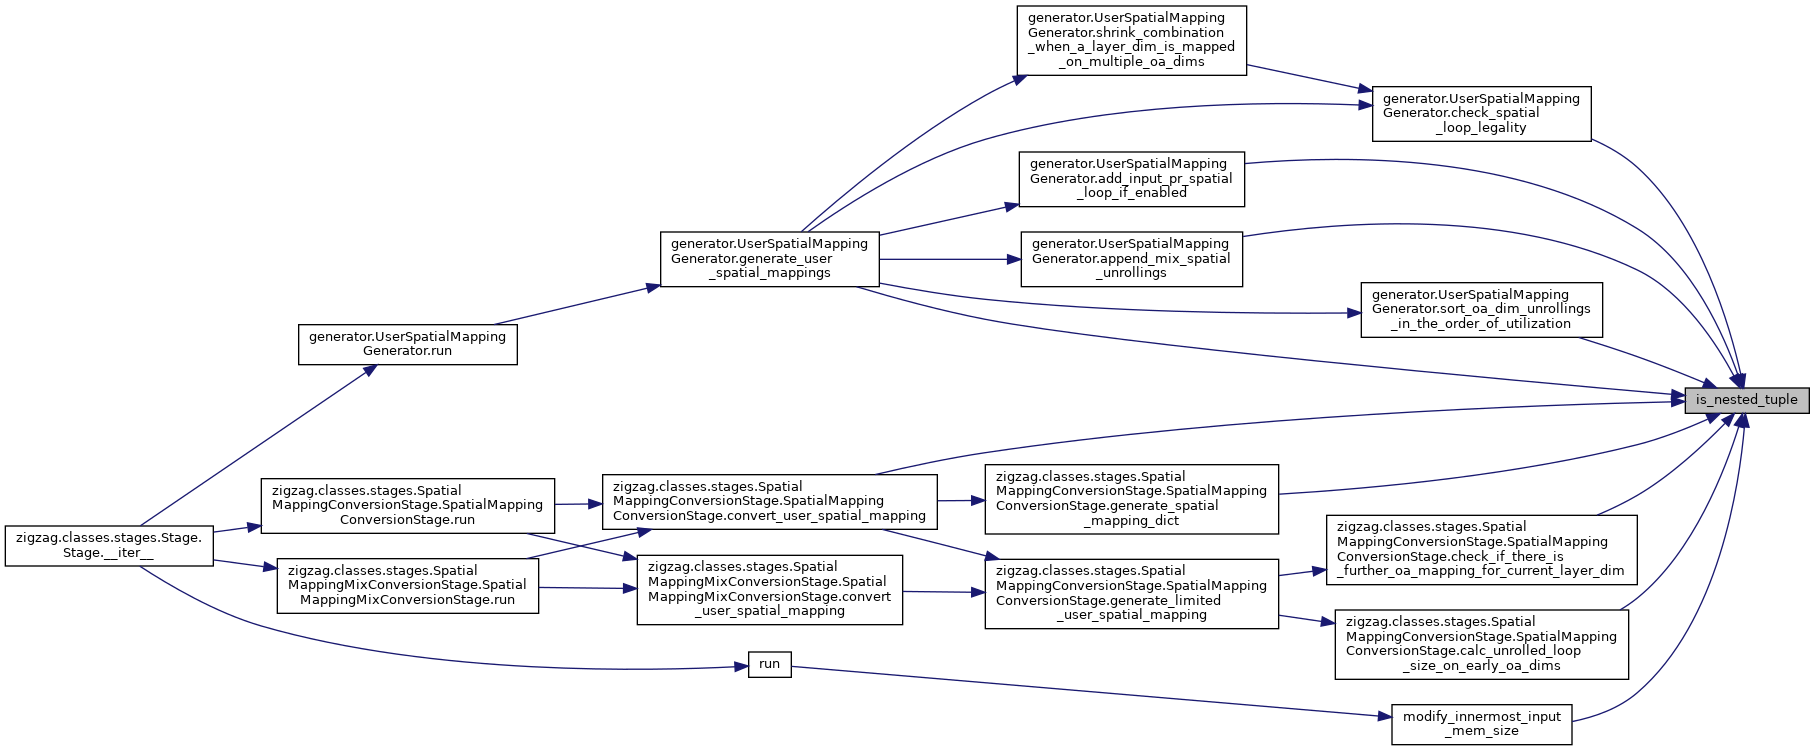 generator.UserSpatialMapping
Generator.shrink_combination
_when_a_layer_dim_is_mapped
_on_multiple_oa_dims
generator.UserSpatialMapping
Generator.check_spatial
_loop_legality
generator.UserSpatialMapping
Generator.add_input_pr_spatial
_loop_if_enabled
generator.UserSpatialMapping
Generator.generate_user
_spatial_mappings
generator.UserSpatialMapping
Generator.append_mix_spatial
_unrollings
generator.UserSpatialMapping
Generator.sort_oa_dim_unrollings
_in_the_order_of_utilization
generator.UserSpatialMapping
Generator.run
is_nested_tuple
zigzag.classes.stages.Spatial
MappingConversionStage.SpatialMapping
ConversionStage.run
zigzag.classes.stages.Spatial
MappingConversionStage.SpatialMapping
ConversionStage.convert_user_spatial_mapping
zigzag.classes.stages.Spatial
MappingConversionStage.SpatialMapping
ConversionStage.generate_spatial
_mapping_dict
zigzag.classes.stages.Stage.
Stage.__iter__
zigzag.classes.stages.Spatial
MappingConversionStage.SpatialMapping
ConversionStage.check_if_there_is
_further_oa_mapping_for_current_layer_dim
zigzag.classes.stages.Spatial
MappingMixConversionStage.Spatial
MappingMixConversionStage.run
zigzag.classes.stages.Spatial
MappingMixConversionStage.Spatial
MappingMixConversionStage.convert
_user_spatial_mapping
zigzag.classes.stages.Spatial
MappingConversionStage.SpatialMapping
ConversionStage.generate_limited
_user_spatial_mapping
zigzag.classes.stages.Spatial
MappingConversionStage.SpatialMapping
ConversionStage.calc_unrolled_loop
_size_on_early_oa_dims
run
modify_innermost_input
_mem_size